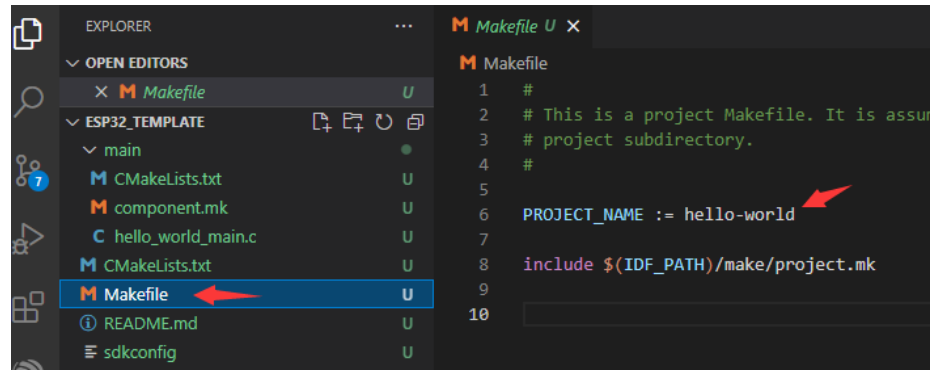 EXPLORER
OPEN EDITORS
Makefile U
ESP32_TEMPLATE
main
CMakeLists.txt U
component.mk U
C hello_world_main.c U
CMakeLists.txt U
Makefile U
README.md U
sdkconfig U
7
Makefile U
Makefile
1 #
2 # This is a project Makefile. It is assu
3 # project subdirectory.
4 #
5
6 PROJECT_NAME := hello-world
7
8 include $(IDF_PATH)/make/project.mk
9
10